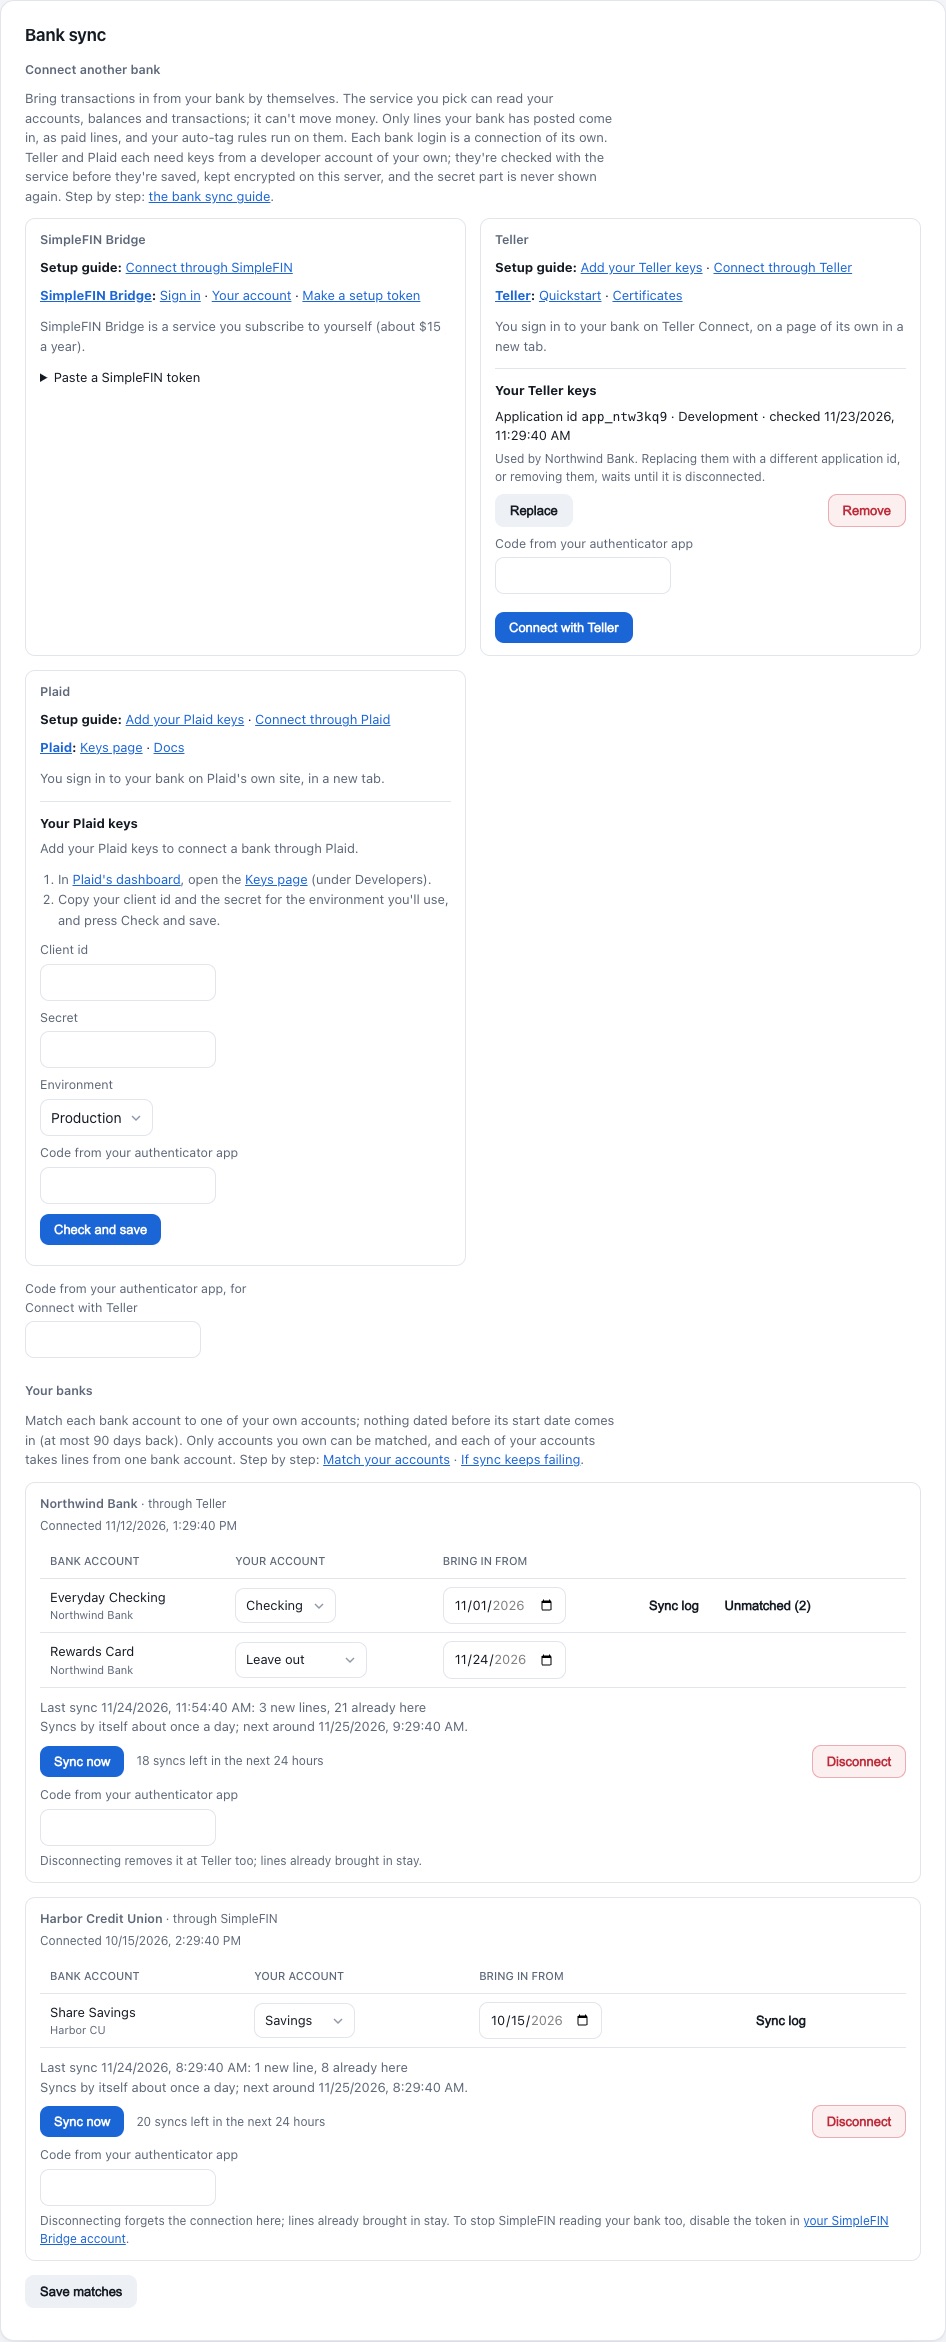 Bank sync
Connect another bank
Bring transactions in from your bank by themselves. The service you pick can read your
accounts, balances and transactions; it can't move money. Only lines your bank has posted come
in, as paid lines, and your auto-tag rules run on them. Each bank login is a connection of its own.
Teller and Plaid each need keys from a developer account of your own; they're checked with the
service before they're saved, kept encrypted on this server, and the secret part is never shown
again. Step by step: the bank sync guide.
SimpleFIN Bridge
Setup guide: Connect through SimpleFIN
SimpleFIN Bridge: Sign in · Your account · Make a setup token
SimpleFIN Bridge is a service you subscribe to yourself (about $15
a year).
Paste a SimpleFIN token
Teller
Setup guide: Add your Teller keys · Connect through Teller
Teller: Quickstart · Certificates
You sign in to your bank on Teller Connect, on a page of its own in a
new tab.
Your Teller keys
Application id app_ntw3kq9 · Development · checked 11/23/2026,
11:29:40 AM
Used by Northwind Bank. Replacing them with a different application id,
or removing them, waits until it is disconnected.
Replace
Remove
Code from your authenticator app
Connect with Teller
Plaid
Setup guide: Add your Plaid keys · Connect through Plaid
Plaid: Keys page · Docs
You sign in to your bank on Plaid's own site, in a new tab.
Your Plaid keys
Add your Plaid keys to connect a bank through Plaid.
1. In Plaid's dashboard, open the Keys page (under Developers).
2. Copy your client id and the secret for the environment you'll use,
and press Check and save.
Client id
Secret
Environment
Production
Code from your authenticator app
Check and save
Code from your authenticator app, for
Connect with Teller
Your banks
Match each bank account to one of your own accounts; nothing dated before its start date comes
in (at most 90 days back). Only accounts you own can be matched, and each of your accounts
takes lines from one bank account. Step by step: Match your accounts · If sync keeps failing.
Northwind Bank · through Teller
Connected 11/12/2026, 1:29:40 PM
BANK ACCOUNT YOUR ACCOUNT BRING IN FROM
Everyday Checking Checking 11/01/2026 Sync log Unmatched (2)
Northwind Bank
Rewards Card Leave out 11/24/2026
Northwind Bank
Last sync 11/24/2026, 11:54:40 AM: 3 new lines, 21 already here
Syncs by itself about once a day; next around 11/25/2026, 9:29:40 AM.
Sync now 18 syncs left in the next 24 hours Disconnect
Code from your authenticator app
Disconnecting removes it at Teller too; lines already brought in stay.
Harbor Credit Union · through SimpleFIN
Connected 10/15/2026, 2:29:40 PM
BANK ACCOUNT YOUR ACCOUNT BRING IN FROM
Share Savings Savings 10/15/2026 Sync log
Harbor CU
Last sync 11/24/2026, 8:29:40 AM: 1 new line, 8 already here
Syncs by itself about once a day; next around 11/25/2026, 8:29:40 AM.
Sync now 20 syncs left in the next 24 hours Disconnect
Code from your authenticator app
Disconnecting forgets the connection here; lines already brought in stay. To stop SimpleFIN reading your bank too, disable the token in your SimpleFIN
Bridge account.
Save matches